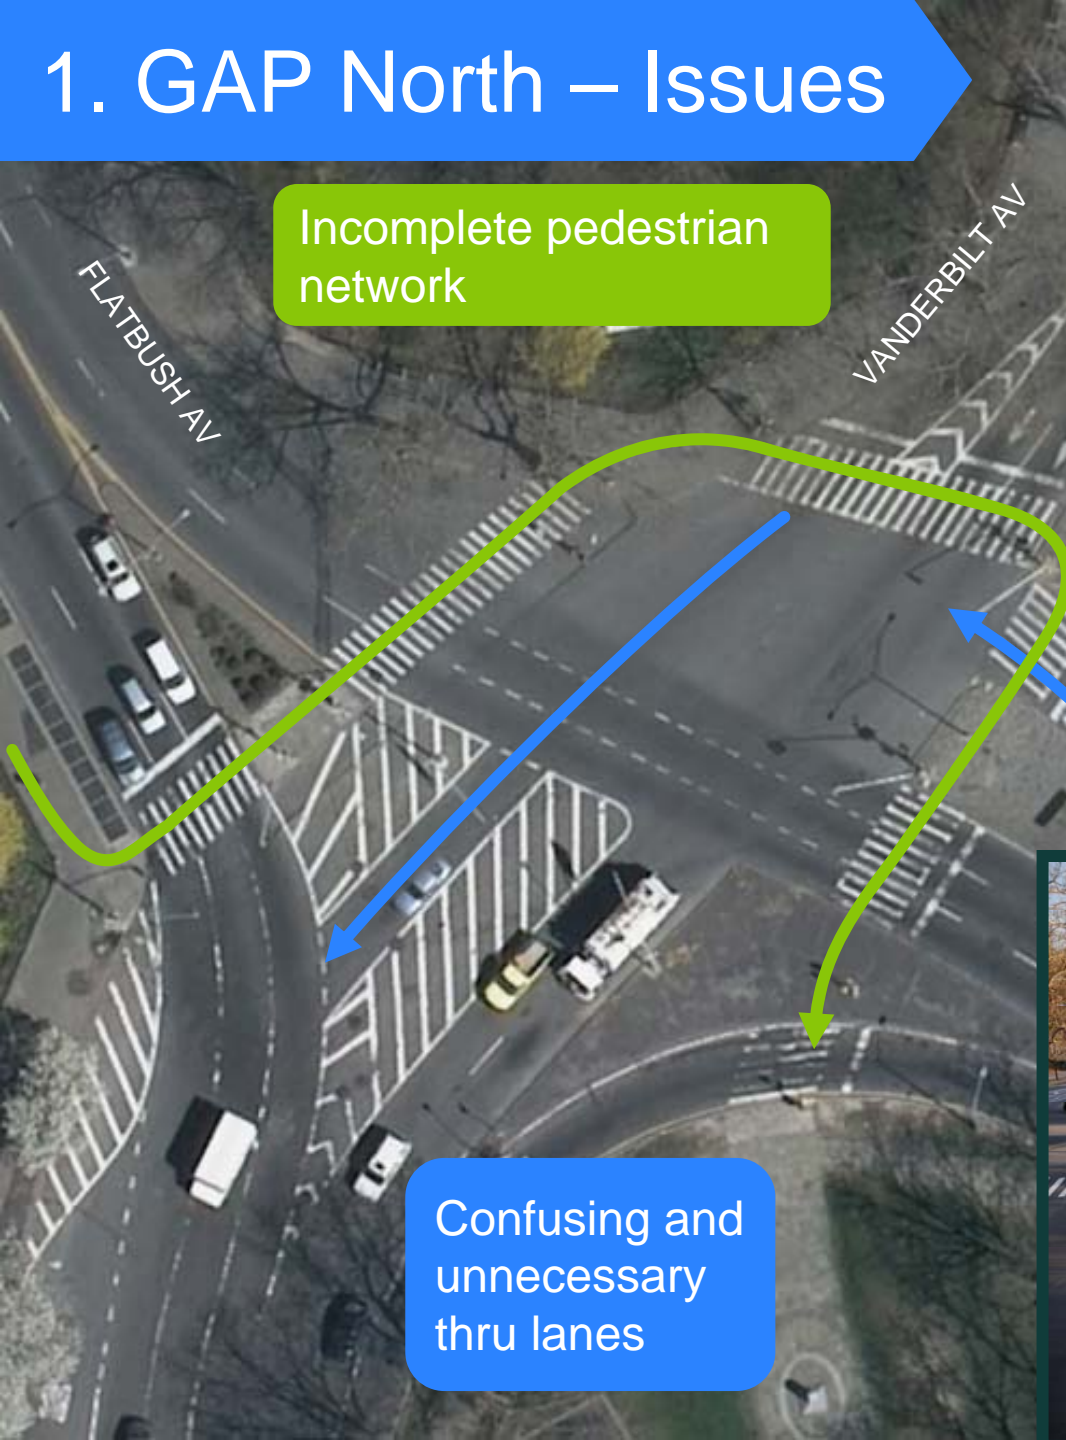 1. GAP North – Issues
Incomplete pedestrian
network
FLATBUSH AV
VANDERBILT AV
Confusing and
unnecessary
thru lanes